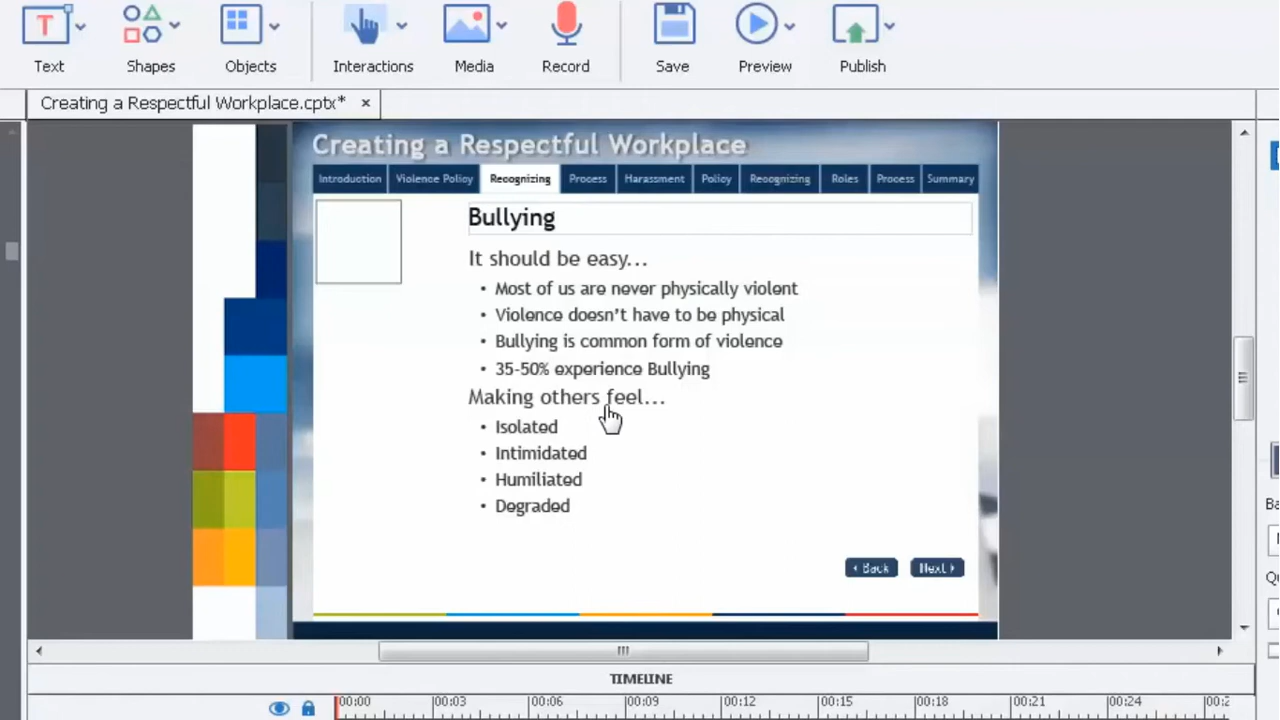 Text Shapes Objects Interactions Media Record Save Preview Publish
Creating a Respectful Workplace.cptx* ×
Creating a Respectful Workplace
Introduction Violence Policy Recognizing Process Harassment Policy Recognizing Roles Process Summary
Bullying
It should be easy...
• Most of us are never physically violent
• Violence doesn't have to be physical
• Bullying is common form of violence
• 35-50% experience Bullying
Making others feel...
• Isolated
• Intimidated
• Humiliated
• Degraded
Back Next
TIMELINE
00:00 00:03 00:06 00:09 00:12 00:15 00:18 00:21 00:24